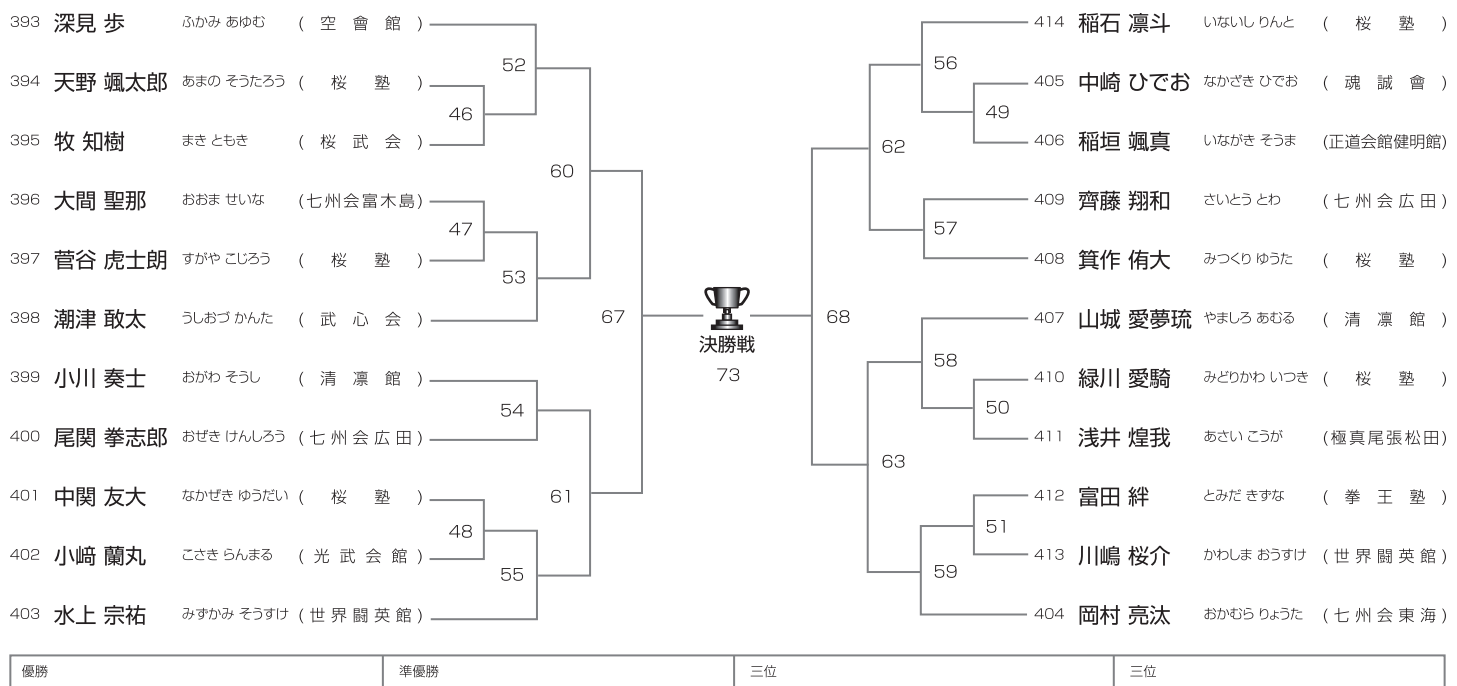 393 深見 歩 ふかみ あゆむ (空會館)
394 天野 颯太郎 あまの そうたろう (桜塾)
395 牧 知樹 まき ともき (桜武会)
396 大間 聖那 おおま せいな (七州会富木島)
397 菅谷 虎士朗 すがや こじろう (桜塾)
398 潮津 敢太 うしおづ かんた (武心会)
399 小川 奏士 おがわ そうし (清凛館)
400 尾関 拳志郎 おぜき けんしろう (七州会広田)
401 中関 友大 なかぜき ゆうだい (桜塾)
402 小﨑 蘭丸 こさき らんまる (光武会館)
403 水上 宗祐 みずかみ そうすけ (世界闘英館)
52
46
60
47
53
67
54
61
48
55
決勝戦
73
56
49
62
57
68
58
50
63
51
59
414 稲石 凛斗 いないし りんと (桜塾)
405 中崎 ひでお なかざき ひでお (魂誠會)
406 稲垣 颯真 いながき そうま (正道会館健明館)
409 齊藤 翔和 さいとう とわ (七州会広田)
408 箕作 侑大 みつくり ゆうた (桜塾)
407 山城 愛夢琉 やましろ あむる (清凛館)
410 緑川 愛騎 みどりかわ いつき (桜塾)
411 浅井 煌我 あさい こうが (極真尾張松田)
412 富田 絆 とみだ きずな (拳王塾)
413 川嶋 桜介 かわしま おうすけ (世界闘英館)
404 岡村 亮汰 おかむら りょうた (七州会東海)
優勝 準優勝 三位 三位